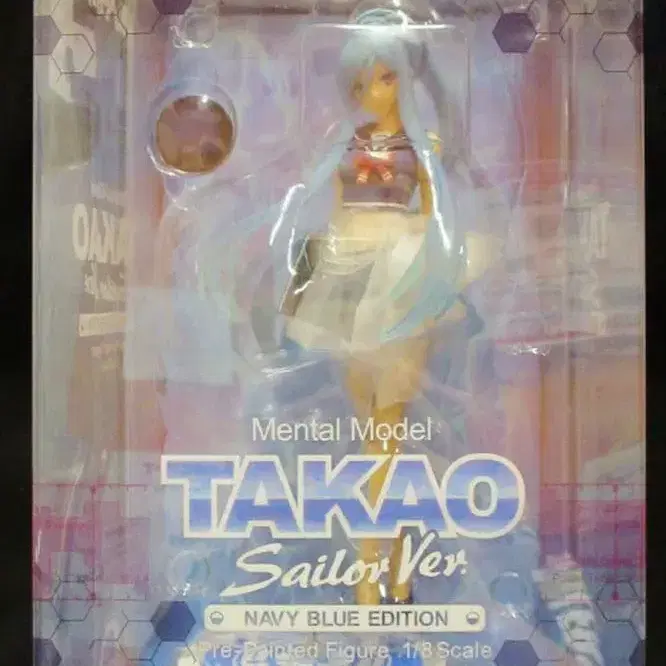 Mental Model
TAKAO
Sailor Ver.
NAVY BLUE EDITION
Pre-Painted Figure 1/8 Scale